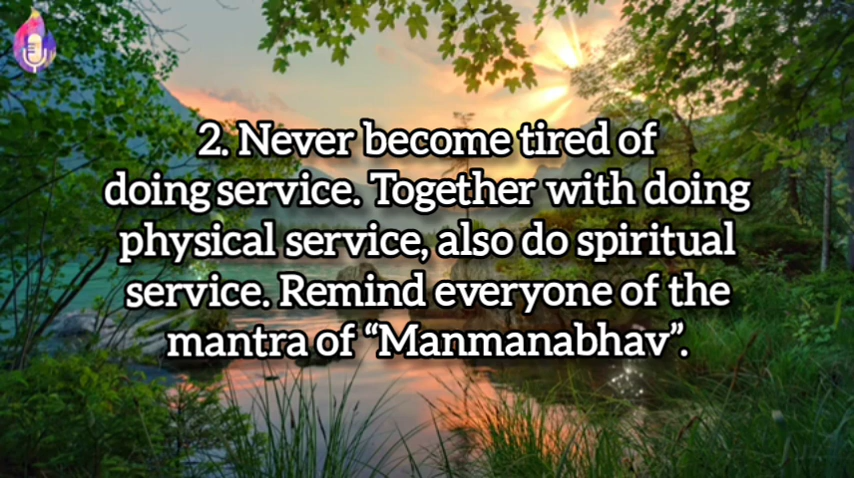 2. Never become tired of
doing service. Together with doing
physical service, also do spiritual
service. Remind everyone of the
mantra of “Manmanabhav”.